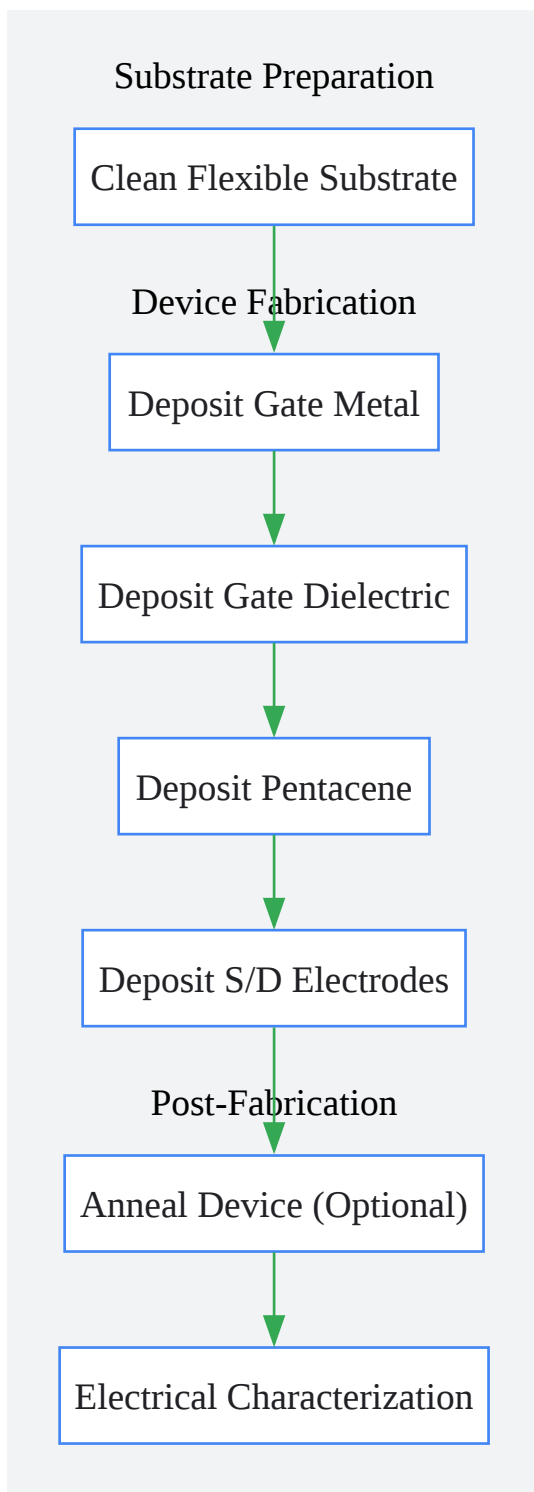 Substrate Preparation
Clean Flexible Substrate
Device Fabrication
Deposit Gate Metal
Deposit Gate Dielectric
Deposit Pentacene
Deposit S/D Electrodes
Post-Fabrication
Anneal Device (Optional)
Electrical Characterization